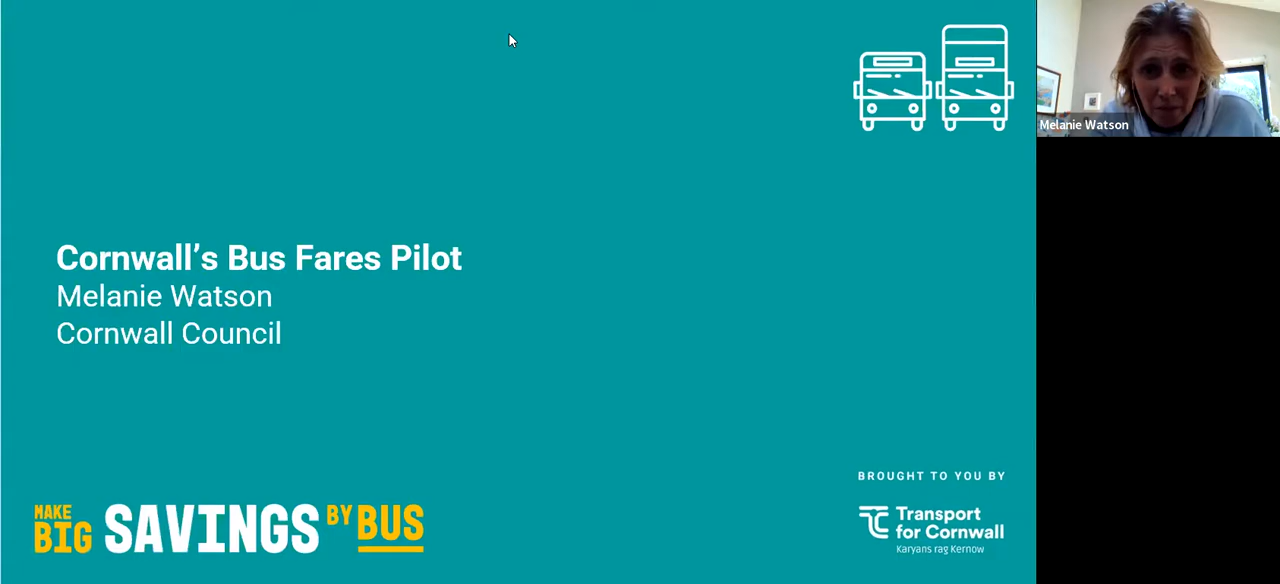 Cornwall's Bus Fares Pilot
Melanie Watson
Cornwall Council
MAKE BIG SAVINGS BY BUS
BROUGHT TO YOU BY
Transport
for Cornwall
Karyans rag Kernow
Melanie Watson